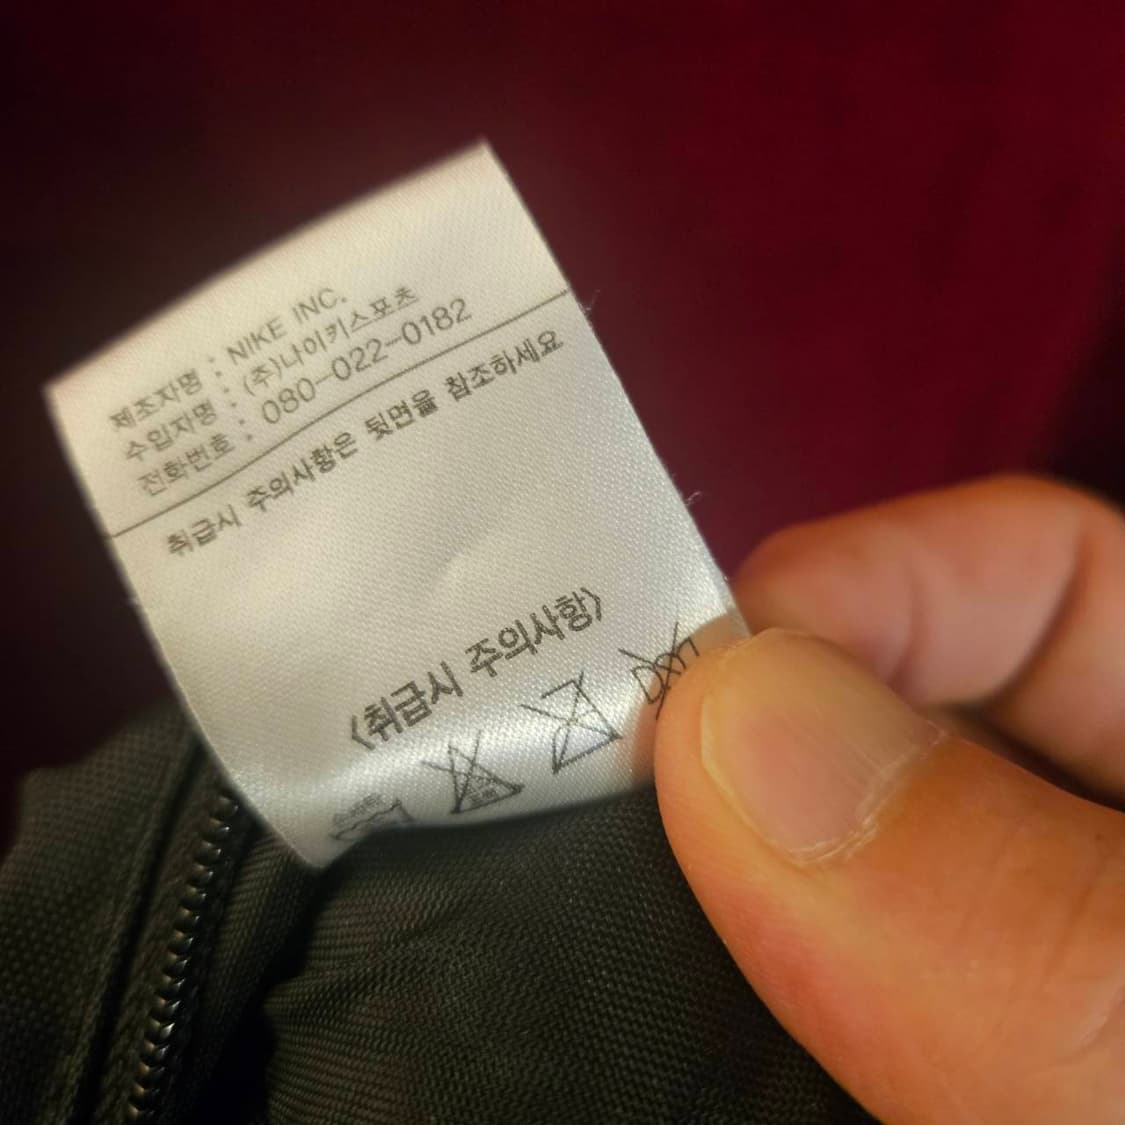 제조자명 : NIKE INC.
수입자명 : (주)나이키스포츠
전화번호 : 080-022-0182
취급시 주의사항은 뒷면을 참조하세요
<취급시 주의사항>